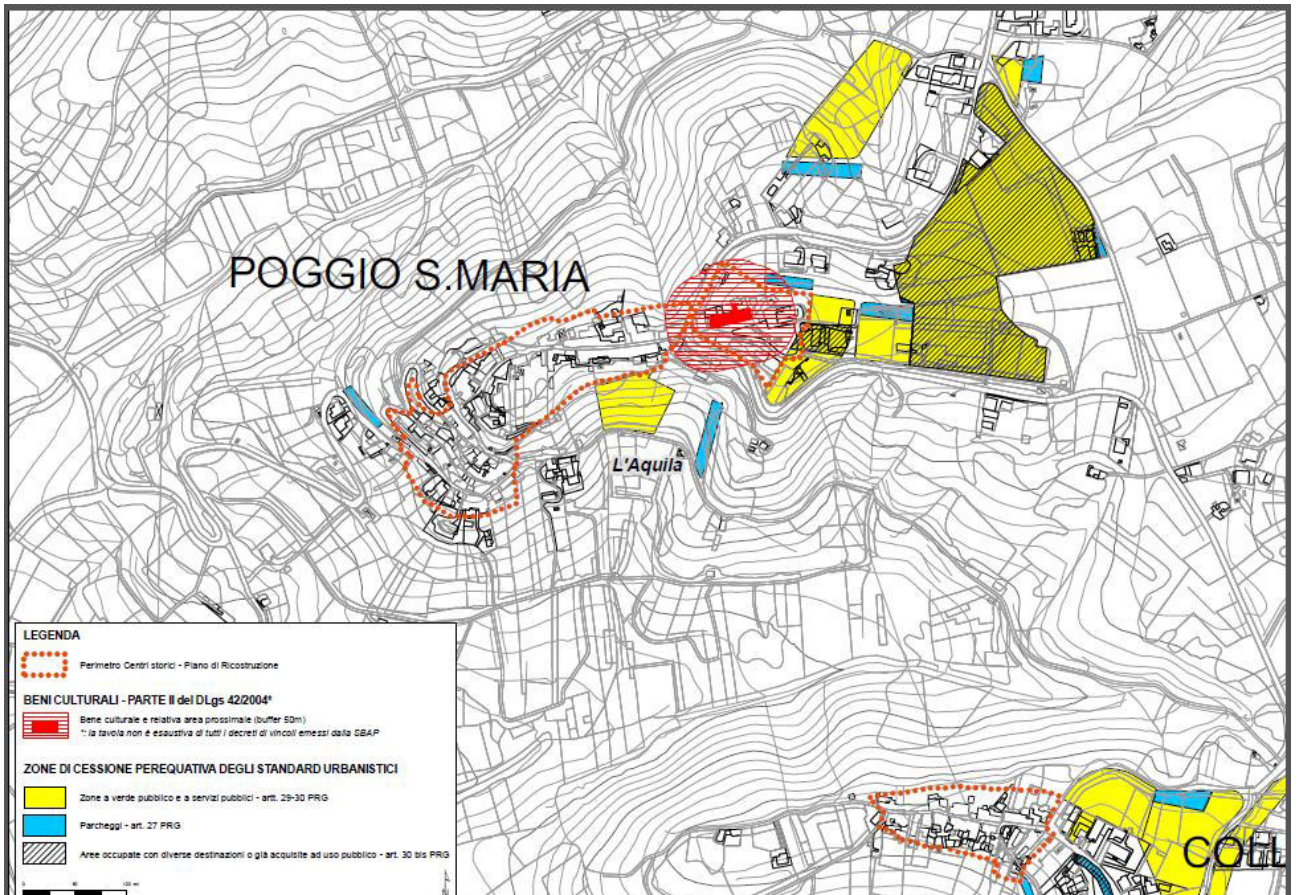 POGGIO S.MARIA
L'Aquila
COLL
LEGENDA
Perimetro Centri storici - Piano di Ricostruzione
BENI CULTURALI - PARTE II del DLgs 42/2004*
Bene culturale e relativa area prossimale (buffer 50m)
*: la tavola non è esaustiva di tutti i decreti di vincoli emessi dalla SBAP
ZONE DI CESSIONE PEREQUATIVA DEGLI STANDARD URBANISTICI
Zone a verde pubblico e a servizi pubblici - artt. 29-30 PRG
Parcheggi - art. 27 PRG
Aree occupate con diverse destinazioni o già acquisite ad uso pubblico - art. 30 bis PRG